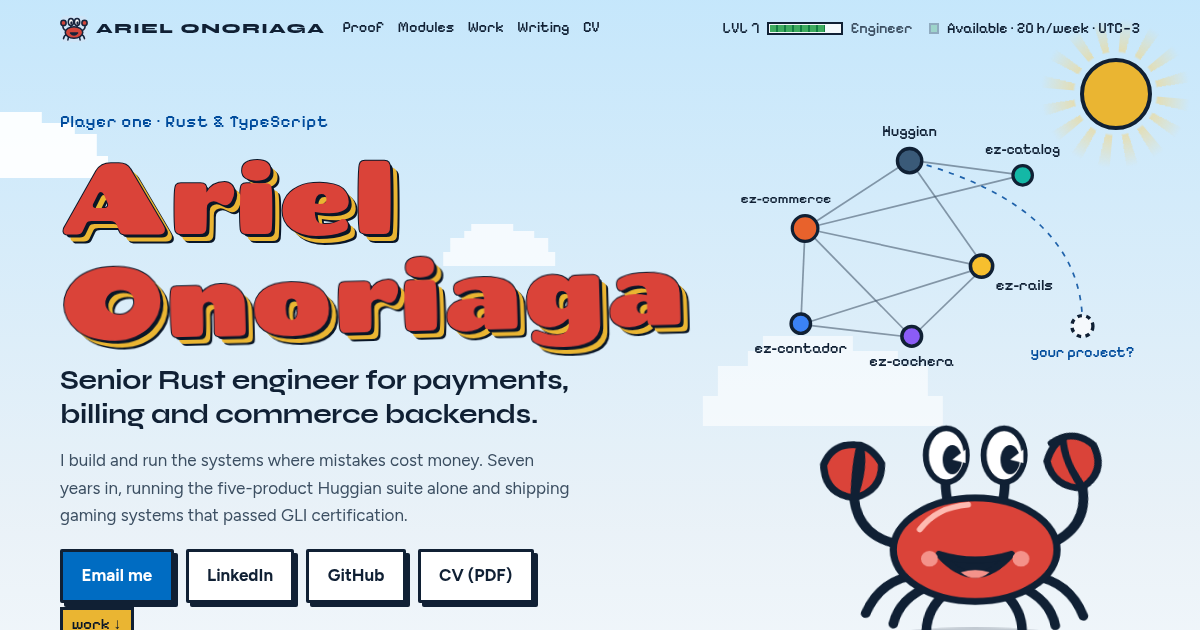 ARIEL ONORIAGA
Proof Modules Work Writing CV
LVL 7 Engineer Available · 20 h/week · UTC−3
Player one · Rust & TypeScript
Ariel
Onoriaga
Senior Rust engineer for payments,
billing and commerce backends.
I build and run the systems where mistakes cost money. Seven
years in, running the five-product Huggian suite alone and shipping
gaming systems that passed GLI certification.
Email me
LinkedIn
GitHub
CV (PDF)
work ↓
Huggian
ez-catalog
ez-commerce
ez-rails
ez-contador
ez-cochera
your project?